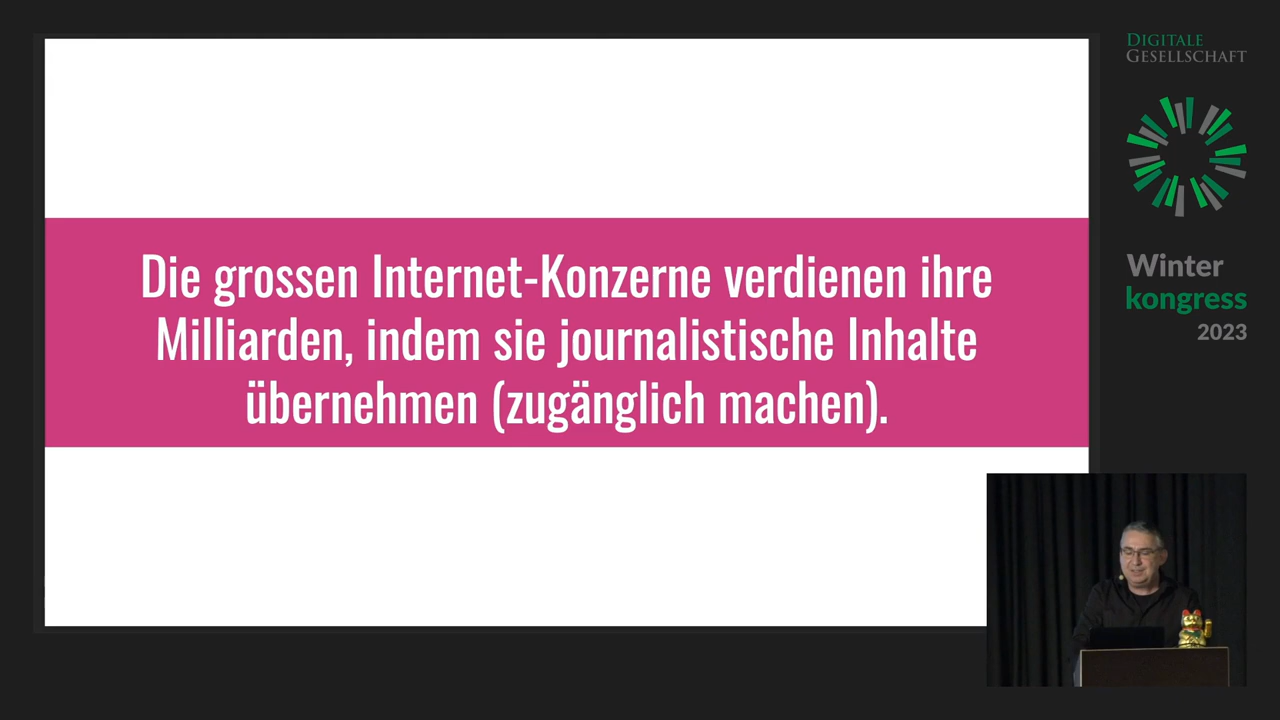 Die grossen Internet-Konzerne verdienen ihre
Milliarden, indem sie journalistische Inhalte
übernehmen (zugänglich machen).
DIGITALE
GESELLSCHAFT
Winter
kongress
2023